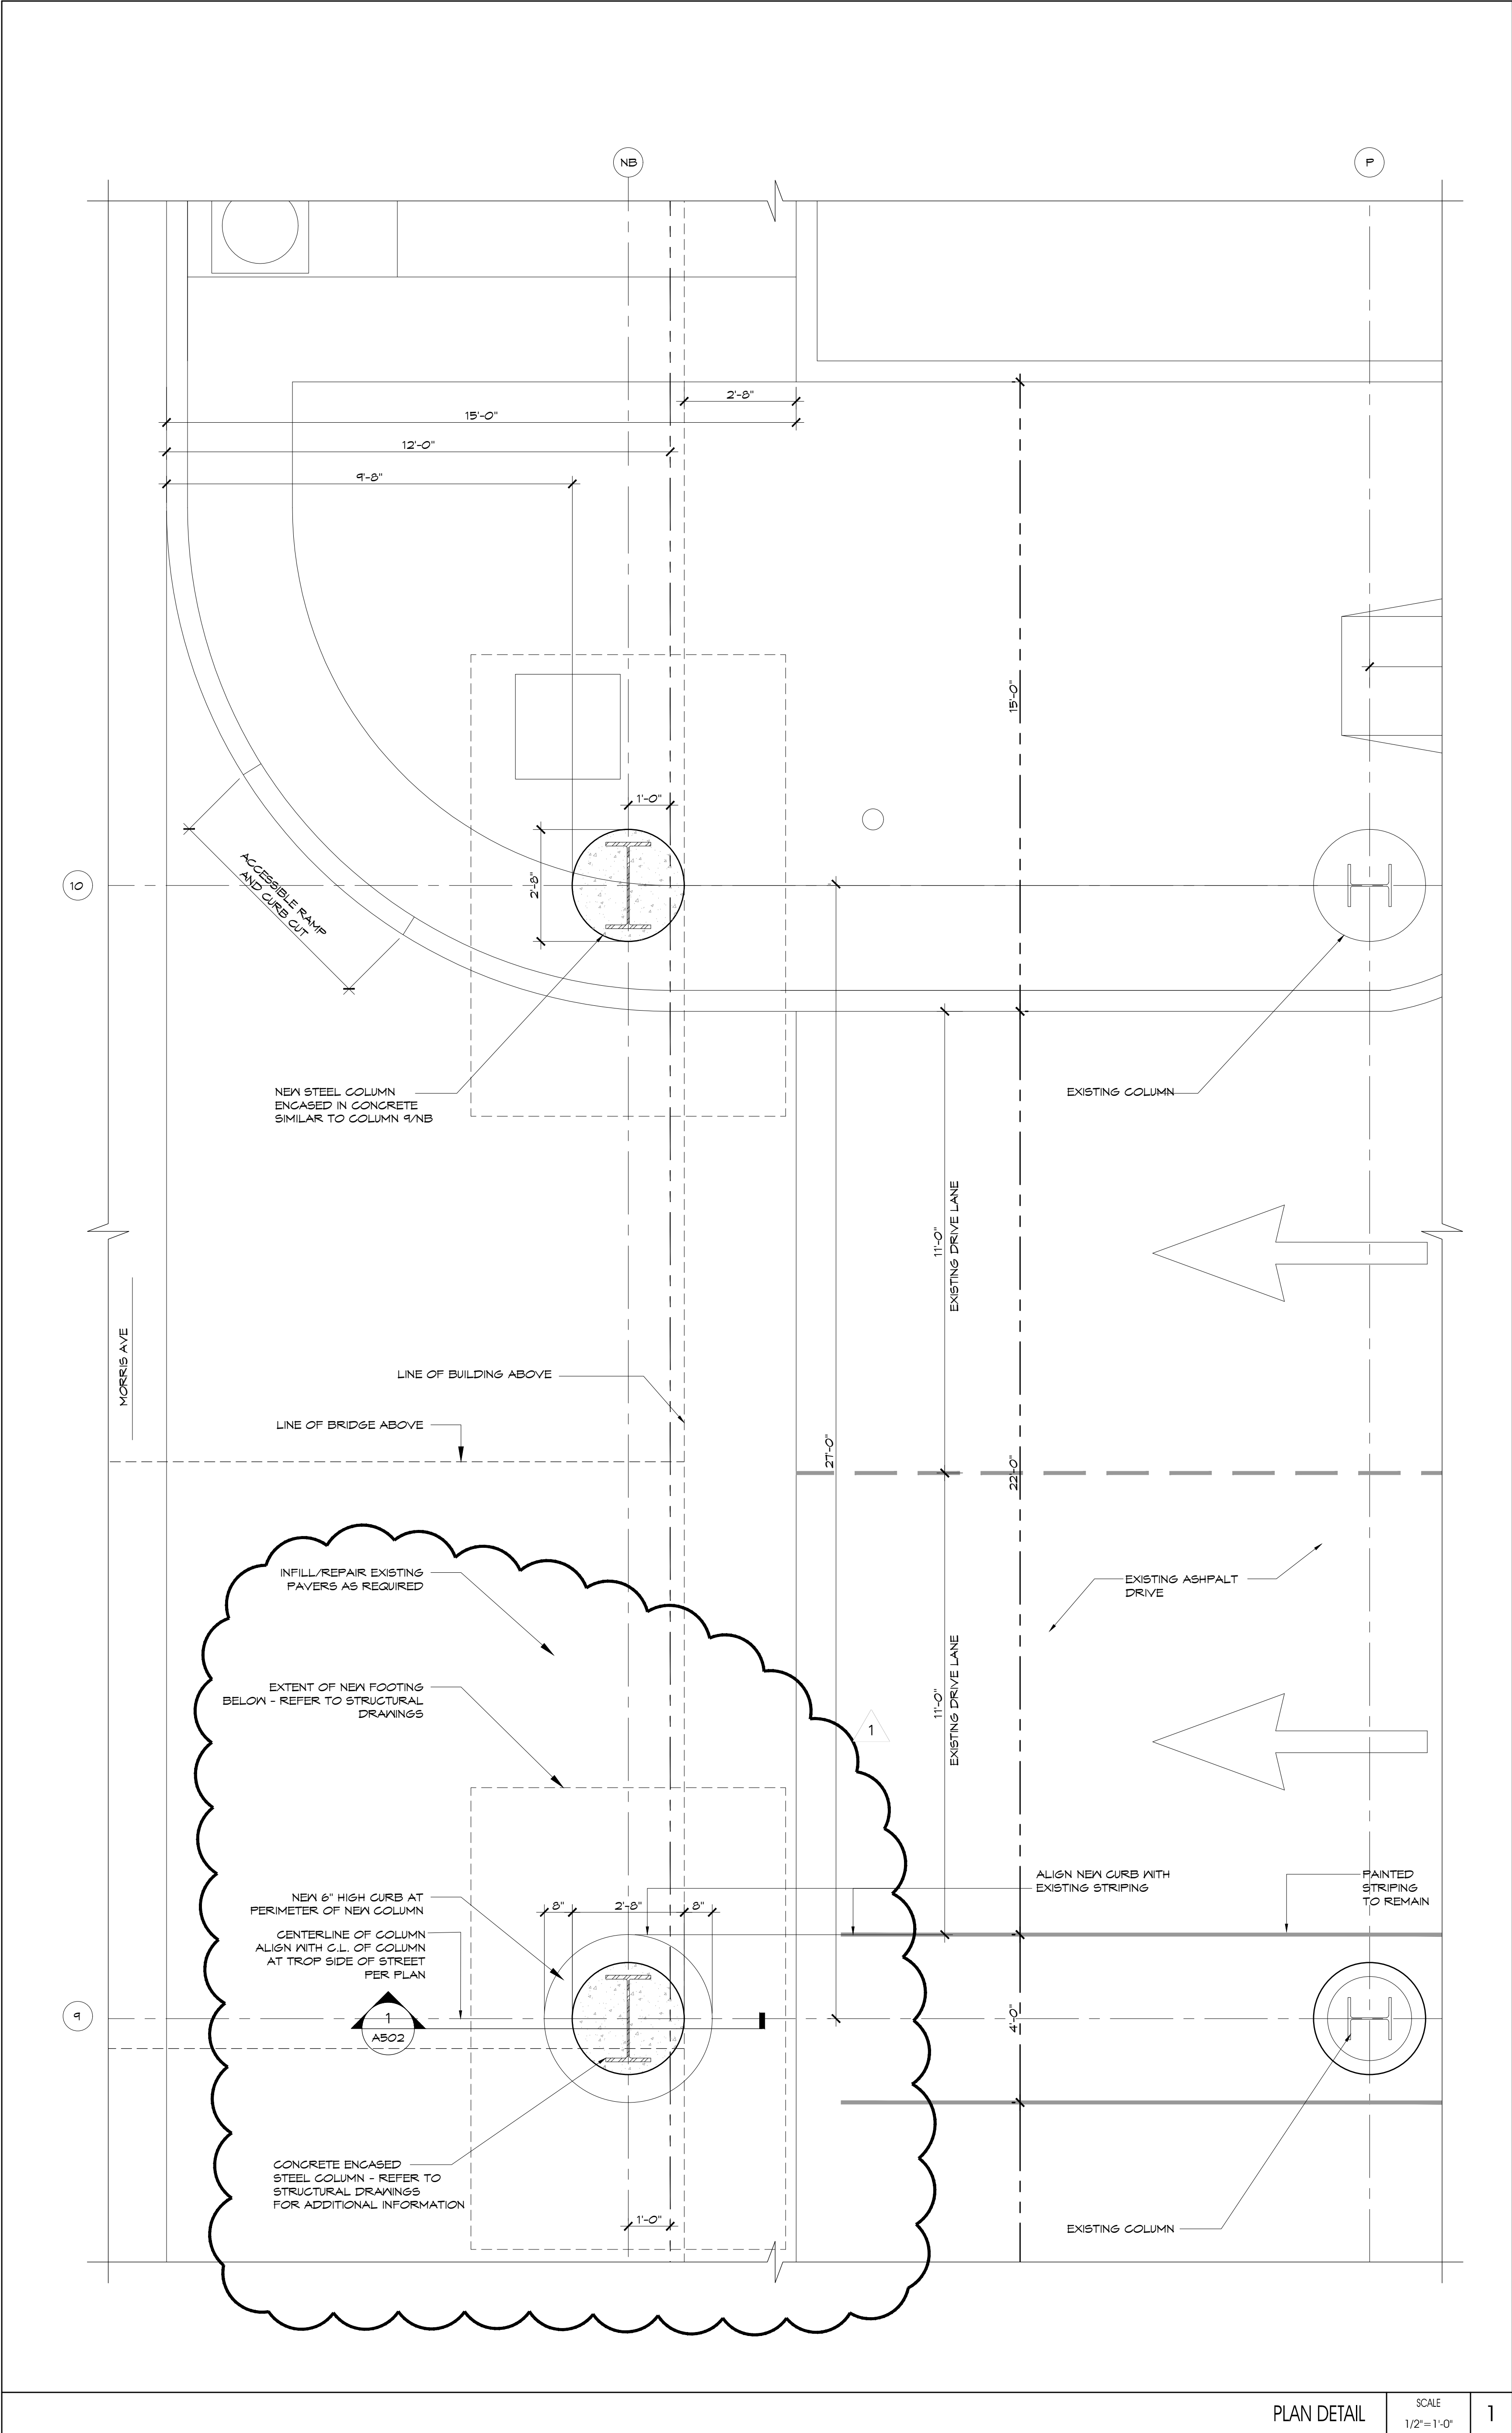 NB
P
2'-8"
15'-0"
12'-0"
9'-8"
15'-0"
1'-0"
2'-8"
10
ACCESSIBLE RAMP
AND CURB CUT
NEW STEEL COLUMN
ENCASED IN CONCRETE
SIMILAR TO COLUMN 9/NB
EXISTING COLUMN
11'-0"
EXISTING DRIVE LANE
MORRIS AVE
LINE OF BUILDING ABOVE
LINE OF BRIDGE ABOVE
27'-0"
22'-0"
INFILL/REPAIR EXISTING
PAVERS AS REQUIRED
EXISTING ASHPALT
DRIVE
EXTENT OF NEW FOOTING
BELOW - REFER TO STRUCTURAL
DRAWINGS
11'-0"
EXISTING DRIVE LANE
1
ALIGN NEW CURB WITH
EXISTING STRIPING
PAINTED
STRIPING
TO REMAIN
NEW 6" HIGH CURB AT
PERIMETER OF NEW COLUMN
8"
2'-8"
8"
CENTERLINE OF COLUMN
ALIGN WITH C.L. OF COLUMN
AT TROP SIDE OF STREET
PER PLAN
9
1
A502
4'-0"
CONCRETE ENCASED
STEEL COLUMN - REFER TO
STRUCTURAL DRAWINGS
FOR ADDITIONAL INFORMATION
1'-0"
EXISTING COLUMN
PLAN DETAIL
SCALE
1/2"=1'-0"
1